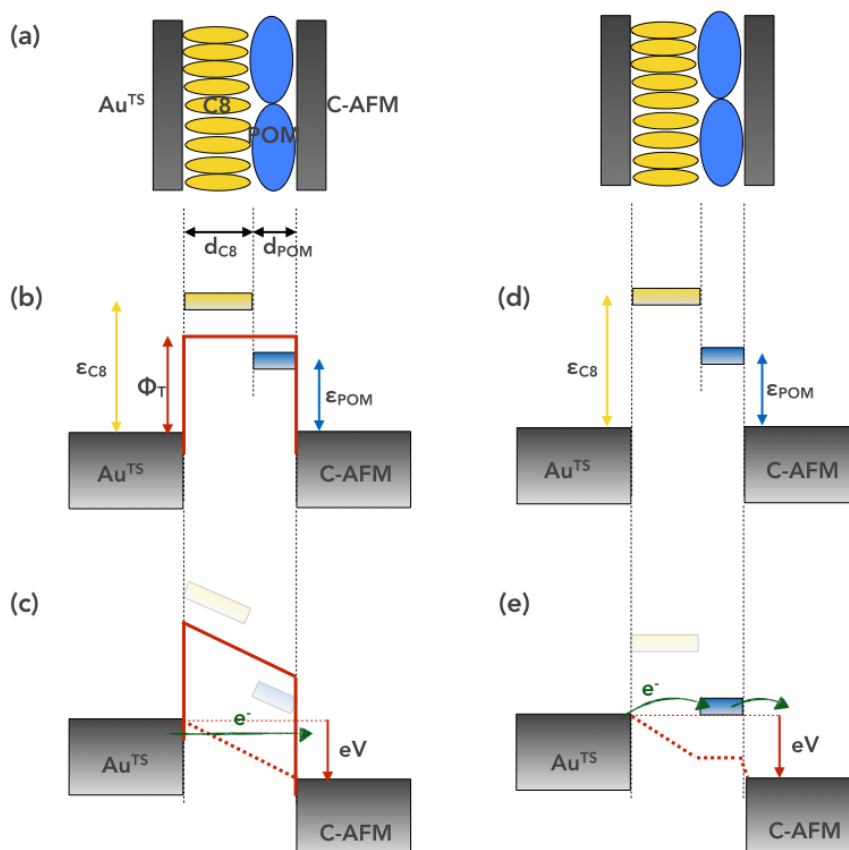 (a)
Au^TS
C8
POM
C-AFM
d_C8
d_POM
(b)
ε_C8
Φ_T
ε_POM
Au^TS
C-AFM
(c)
e-
eV
Au^TS
C-AFM
(d)
ε_C8
ε_POM
Au^TS
C-AFM
(e)
e-
eV
Au^TS
C-AFM